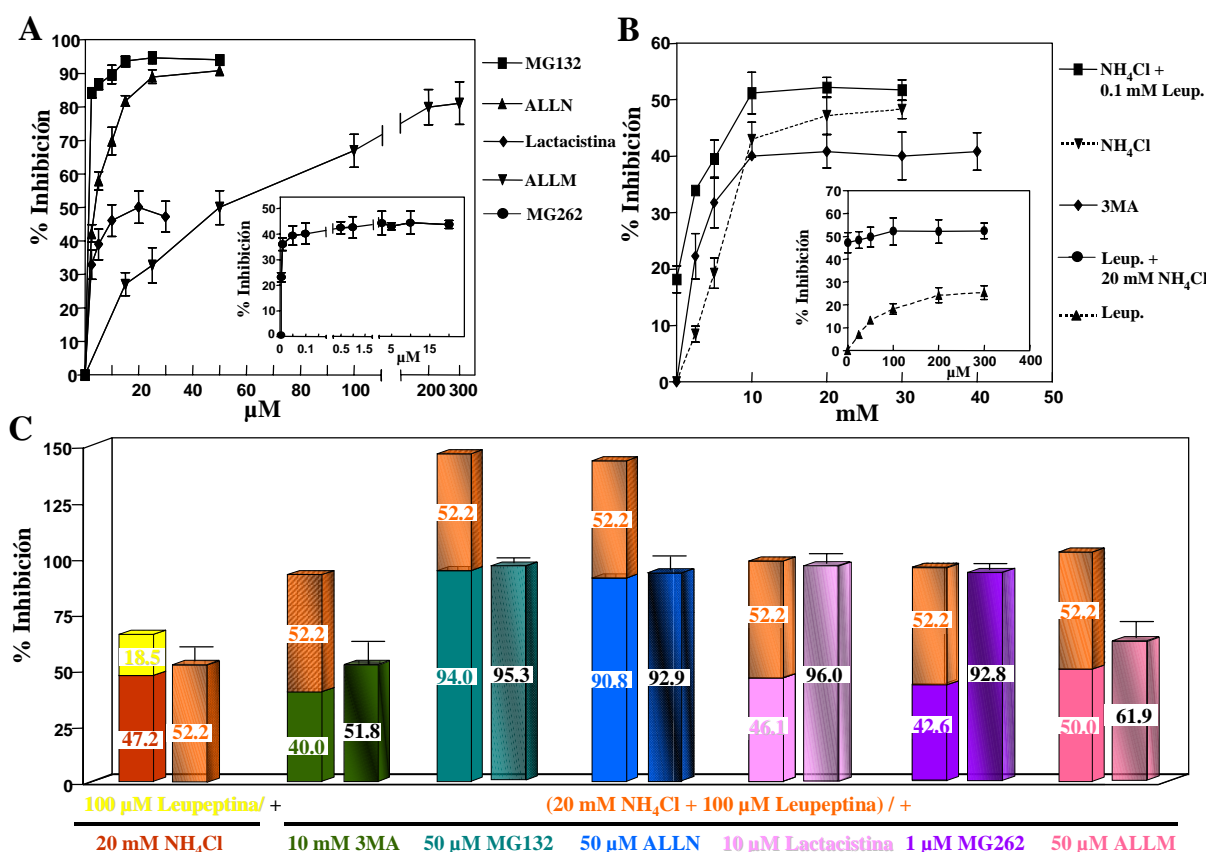 A
% Inhibición
100
90
80
70
60
50
40
30
20
10
0
0 20 40 60 80 100 200 300
µM
MG132
ALLN
Lactacistina
ALLM
MG262
% Inhibición
50
40
30
20
10
0
0 0.1 0.5 1.5 5 15
µM
B
% Inhibición
60
50
40
30
20
10
0
0 10 20 30 40 50
mM
NH4Cl +
0.1 mM Leup.
NH4Cl
3MA
Leup. +
20 mM NH4Cl
Leup.
% Inhibición
70
60
50
40
30
20
10
0
0 100 200 300 400
µM
C
% Inhibición
150
125
100
75
50
25
0
18.5
47.2
52.2
52.2
40.0
51.8
52.2
94.0
95.3
52.2
90.8
92.9
52.2
46.1
96.0
52.2
42.6
92.8
52.2
50.0
61.9
100 µM Leupeptina/ +
(20 mM NH4Cl + 100 µM Leupeptina) / +
20 mM NH4Cl 10 mM 3MA 50 µM MG132 50 µM ALLN 10 µM Lactacistina 1 µM MG262 50 µM ALLM